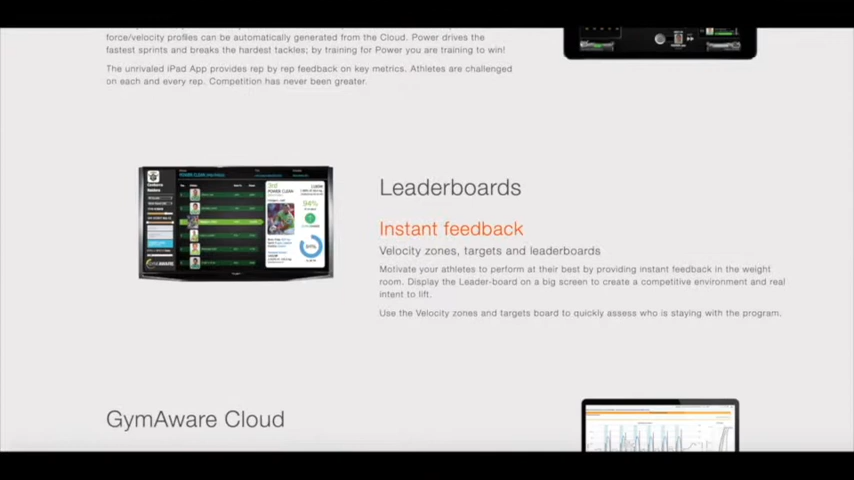 force/velocity profiles can be automatically generated from the Cloud. Power drives the
fastest sprints and breaks the hardest tackles; by training for Power you are training to win!
The unrivaled iPad App provides rep by rep feedback on key metrics. Athletes are challenged
on each and every rep. Competition has never been greater.
3rd
POWER CLEAN
94%
Leaderboards
Instant feedback
Velocity zones, targets and leaderboards
Motivate your athletes to perform at their best by providing instant feedback in the weight
room. Display the Leader-board on a big screen to create a competitive environment and real
intent to lift.
Use the Velocity zones and targets board to quickly assess who is staying with the program.
GymAware Cloud